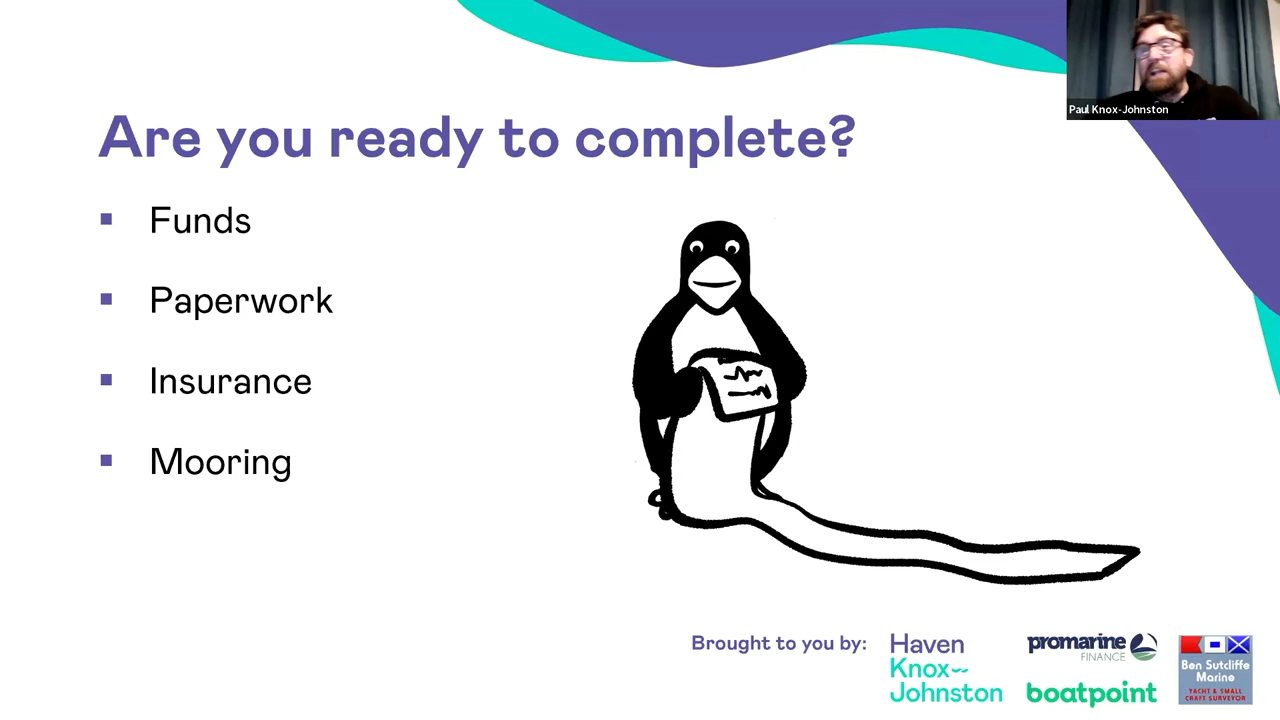 Paul Knox-Johnston
Are you ready to complete?
Funds
Paperwork
Insurance
Mooring
Brought to you by:
Haven
Knox~~
Johnston
promarine
FINANCE
boatpoint
Ben Sutcliffe
Marine
YACHT & SMALL
CRAFT SURVEYOR